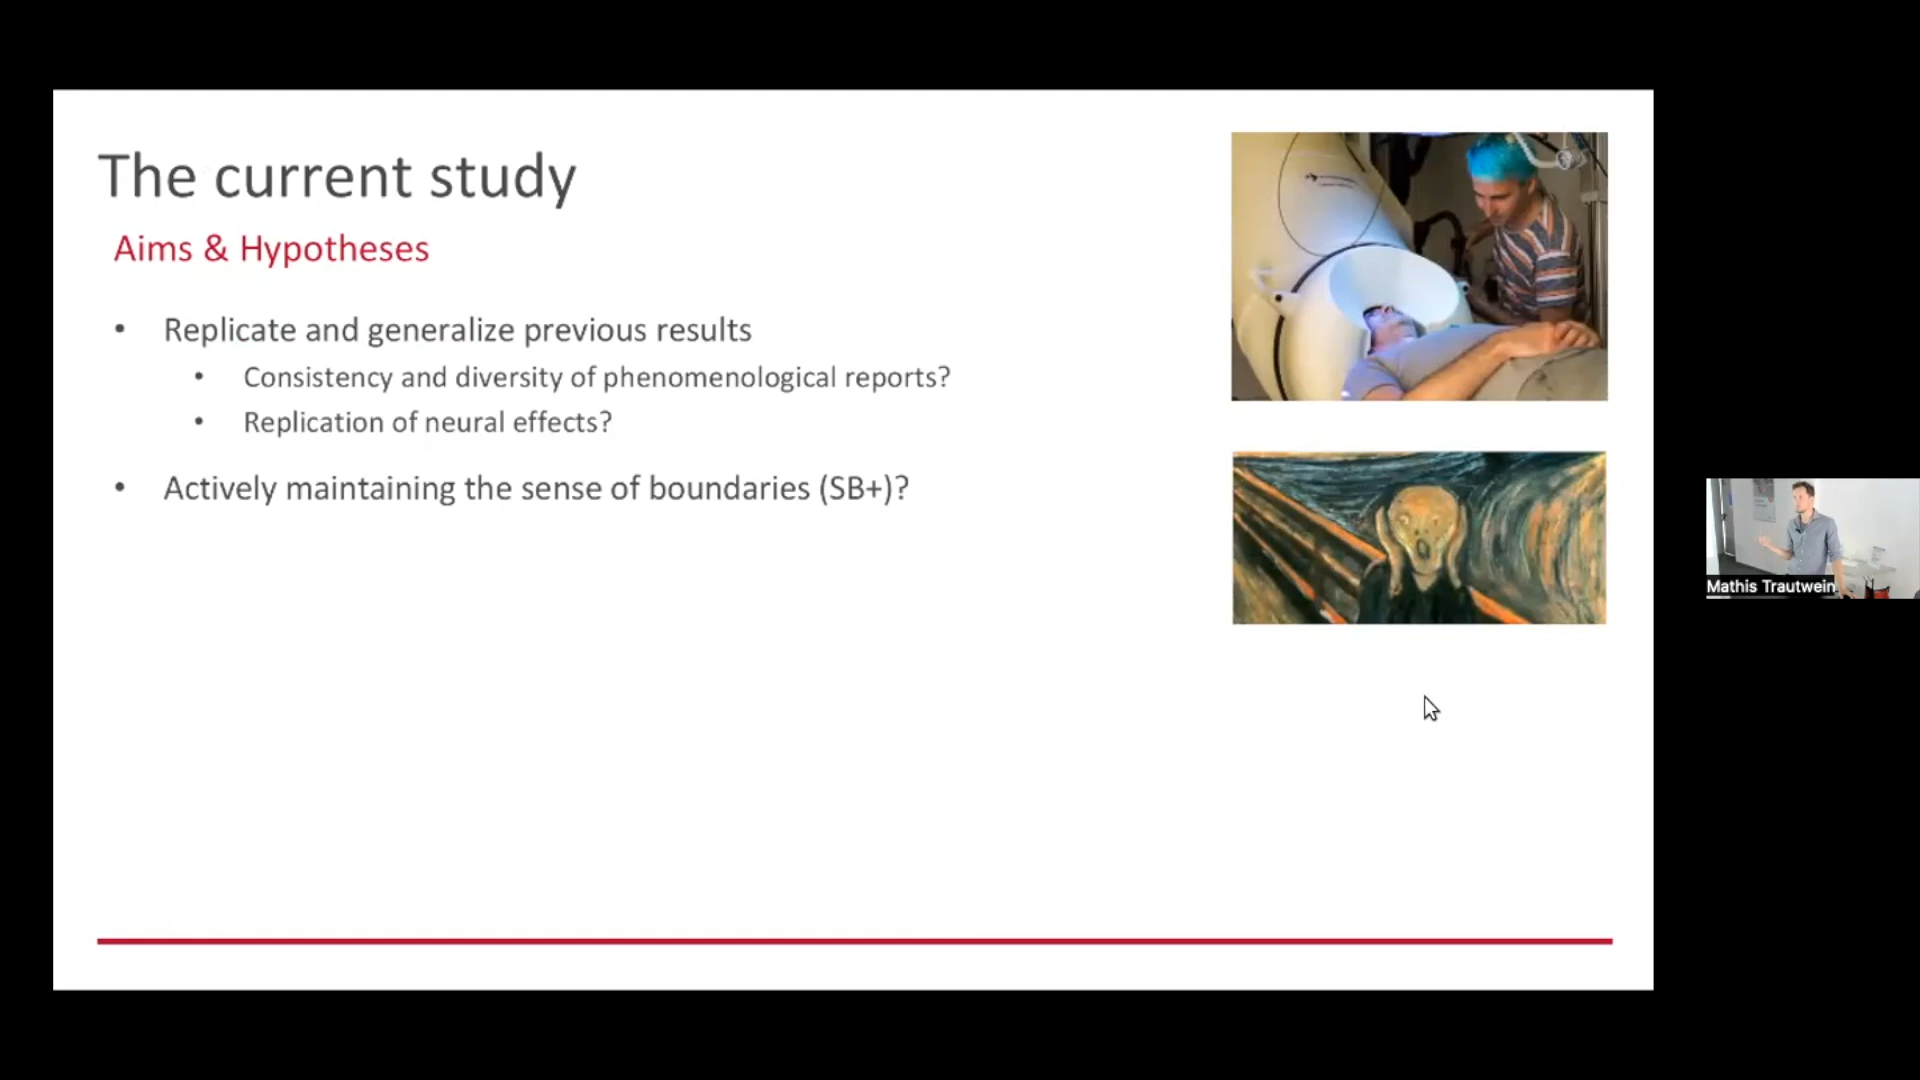 The current study
Aims & Hypotheses
• Replicate and generalize previous results
• Consistency and diversity of phenomenological reports?
• Replication of neural effects?
• Actively maintaining the sense of boundaries (SB+)?
Mathis Trautwein